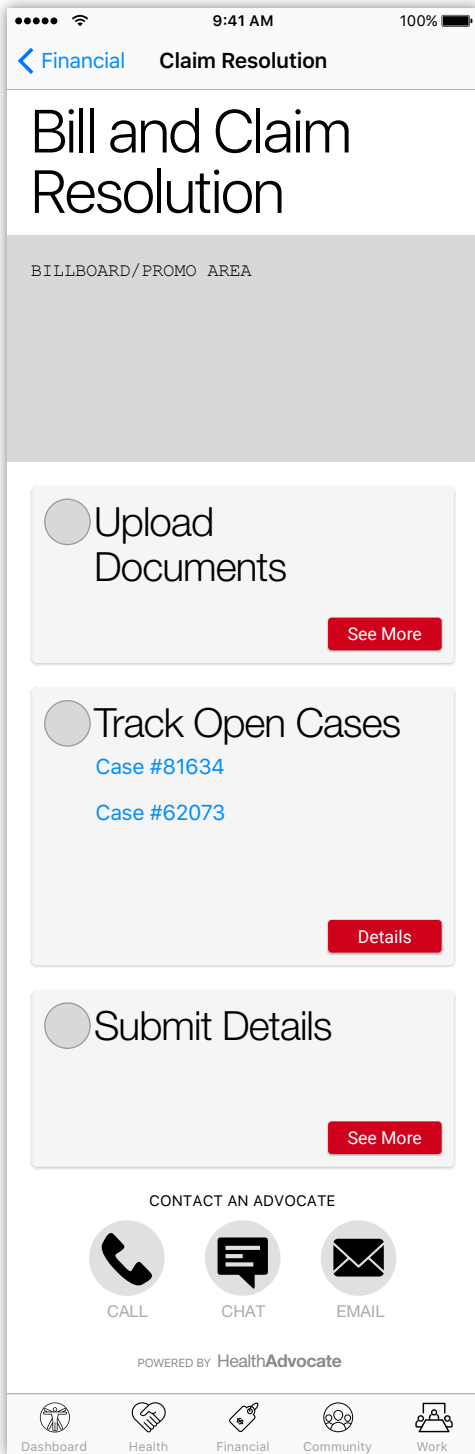 9:41 AM
100%
Financial
Claim Resolution
Bill and Claim
Resolution
BILLBOARD/PROMO AREA
Upload
Documents
See More
Track Open Cases
Case #81634
Case #62073
Details
Submit Details
See More
CONTACT AN ADVOCATE
CALL
CHAT
EMAIL
POWERED BY HealthAdvocate
Dashboard
Health
Financial
Community
Work